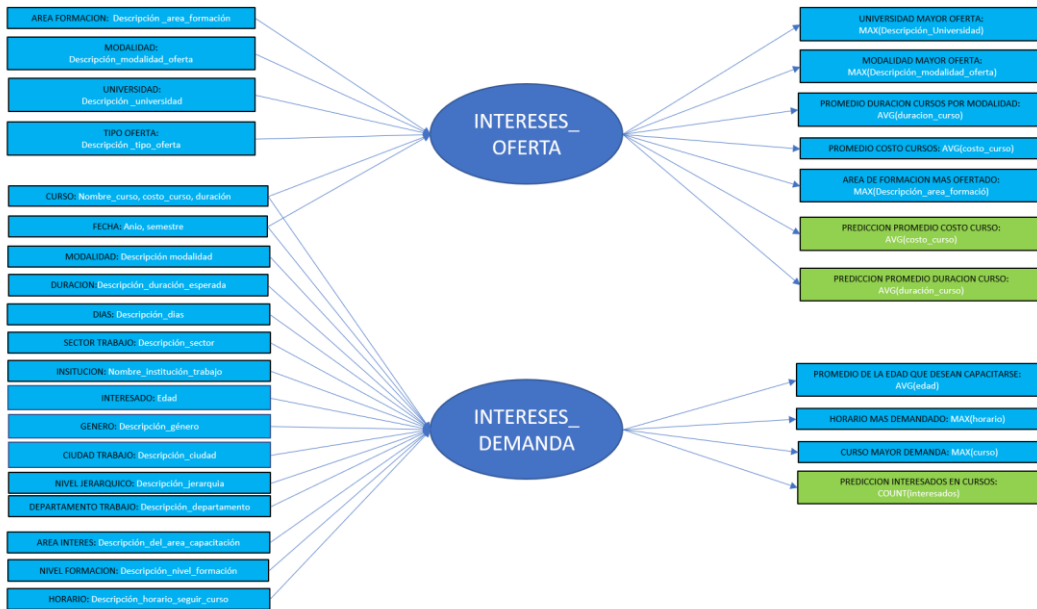 AREA FORMACION: Descripción _area_formación
MODALIDAD:
Descripción_modalidad_oferta
UNIVERSIDAD:
Descripción _universidad
TIPO OFERTA:
Descripción _tipo_oferta
CURSO: Nombre_curso, costo_curso, duración
FECHA: Anio, semestre
MODALIDAD: Descripción modalidad
DURACION:Descripción_duración_esperada
DIAS: Descripción_dias
SECTOR TRABAJO: Descripción_sector
INSITUCION: Nombre_institución_trabajo
INTERESADO: Edad
GENERO: Descripción_género
CIUDAD TRABAJO: Descripción_ciudad
NIVEL JERARQUICO: Descripción_jerarquia
DEPARTAMENTO TRABAJO: Descripción_departamento
AREA INTERES: Descripción_del_area_capacitación
NIVEL FORMACION: Descripción_nivel_formación
HORARIO: Descripción_horario_seguir_curso
INTERESES_
OFERTA
INTERESES_
DEMANDA
UNIVERSIDAD MAYOR OFERTA:
MAX(Descripción_Universidad)
MODALIDAD MAYOR OFERTA:
MAX(Descripción_modalidad_oferta)
PROMEDIO DURACION CURSOS POR MODALIDAD:
AVG(duracion_curso)
PROMEDIO COSTO CURSOS: AVG(costo_curso)
AREA DE FORMACION MAS OFERTADO:
MAX(Descripción_area_formació)
PREDICCION PROMEDIO COSTO CURSO:
AVG(costo_curso)
PREDICCION PROMEDIO DURACION CURSO:
AVG(duración_curso)
PROMEDIO DE LA EDAD QUE DESEAN CAPACITARSE:
AVG(edad)
HORARIO MAS DEMANDADO: MAX(horario)
CURSO MAYOR DEMANDA: MAX(curso)
PREDICCION INTERESADOS EN CURSOS:
COUNT(interesados)